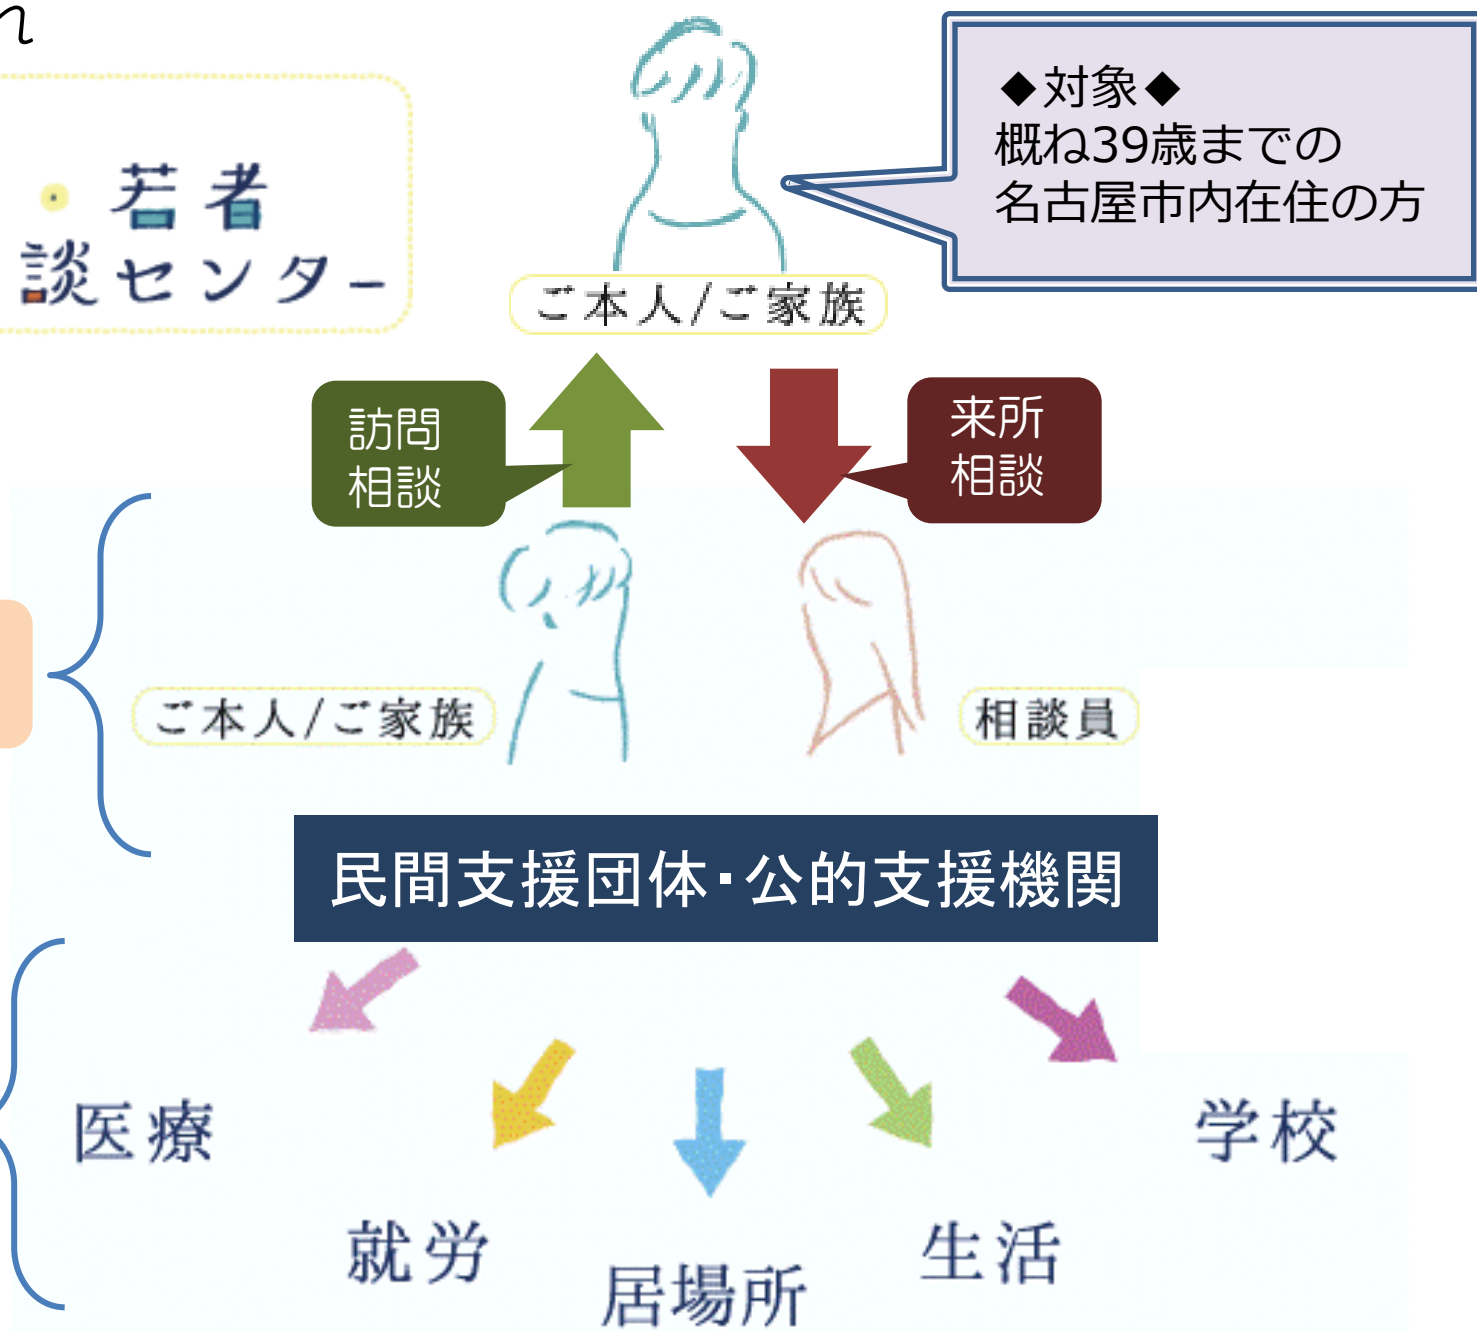 れ
◆対象◆
概ね39歳までの
名古屋市内在住の方
・若者
談センター
ご本人/ご家族
訪問
相談
来所
相談
ご本人/ご家族
相談員
民間支援団体・公的支援機関
医療
就労
居場所
生活
学校